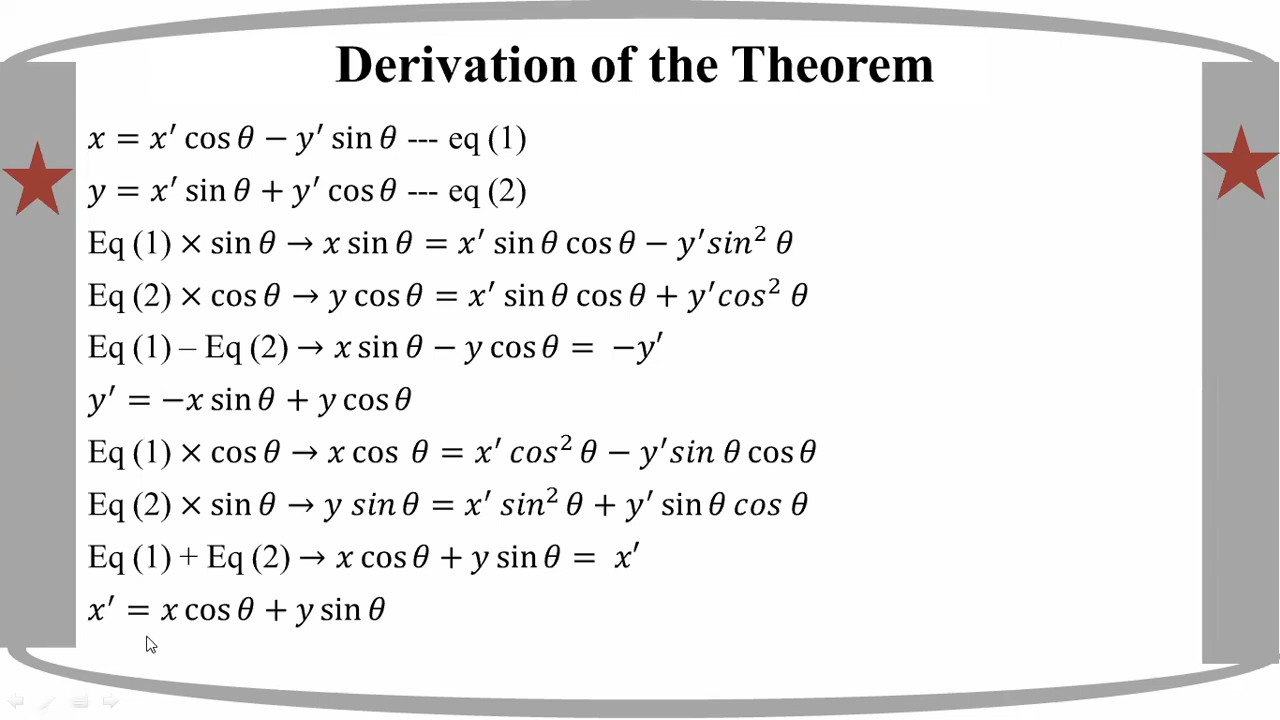 Derivation of the Theorem
x = x′ cos θ − y′ sin θ --- eq (1)
y = x′ sin θ + y′ cos θ --- eq (2)
Eq (1) × sin θ → x sin θ = x′ sin θ cos θ − y′sin² θ
Eq (2) × cos θ → y cos θ = x′ sin θ cos θ + y′cos² θ
Eq (1) – Eq (2) → x sin θ − y cos θ = −y′
y′ = −x sin θ + y cos θ
Eq (1) × cos θ → x cos θ = x′ cos² θ − y′sin θ cos θ
Eq (2) × sin θ → y sin θ = x′ sin² θ + y′ sin θ cos θ
Eq (1) + Eq (2) → x cos θ + y sin θ = x′
x′ = x cos θ + y sin θ